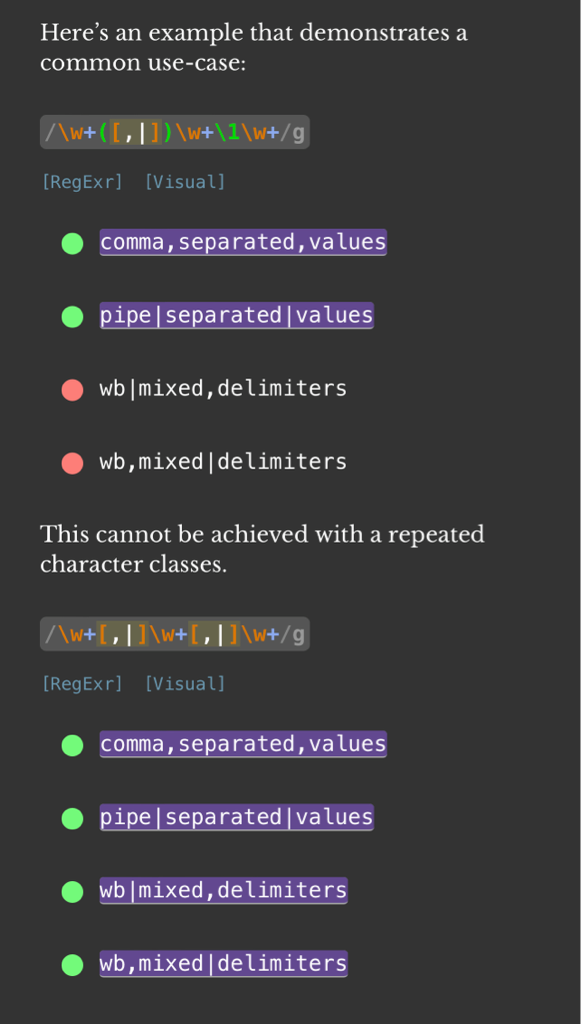 Here’s an example that demonstrates a
common use-case:
/\w+([,|])\w+\1\w+/g
[RegExr] [Visual]
comma,separated,values
pipe|separated|values
wb|mixed,delimiters
wb,mixed|delimiters
This cannot be achieved with a repeated
character classes.
/\w+[,|]\w+[,|]\w+/g
[RegExr] [Visual]
comma,separated,values
pipe|separated|values
wb|mixed,delimiters
wb,mixed|delimiters